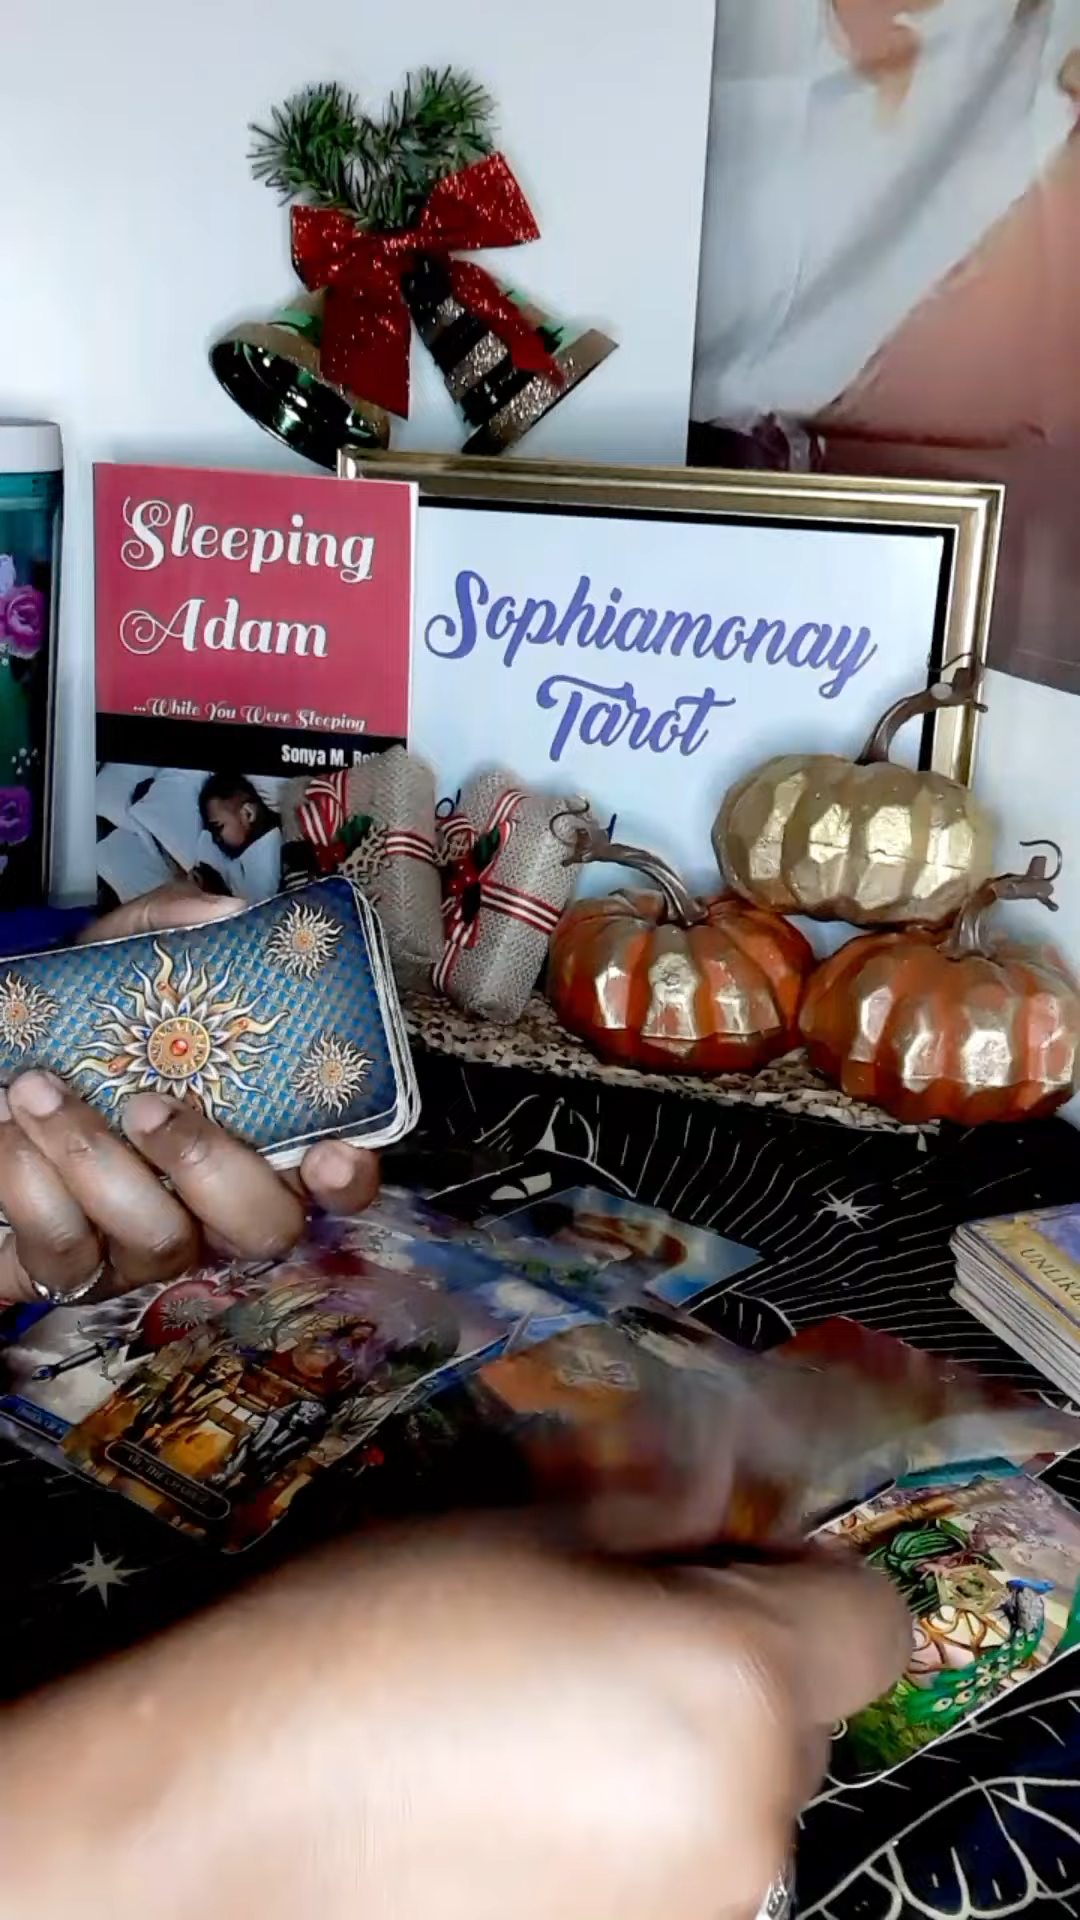 Sleeping
Adam
...While You Were Sleeping
Sonya M.
Sophiamonay
Tarot